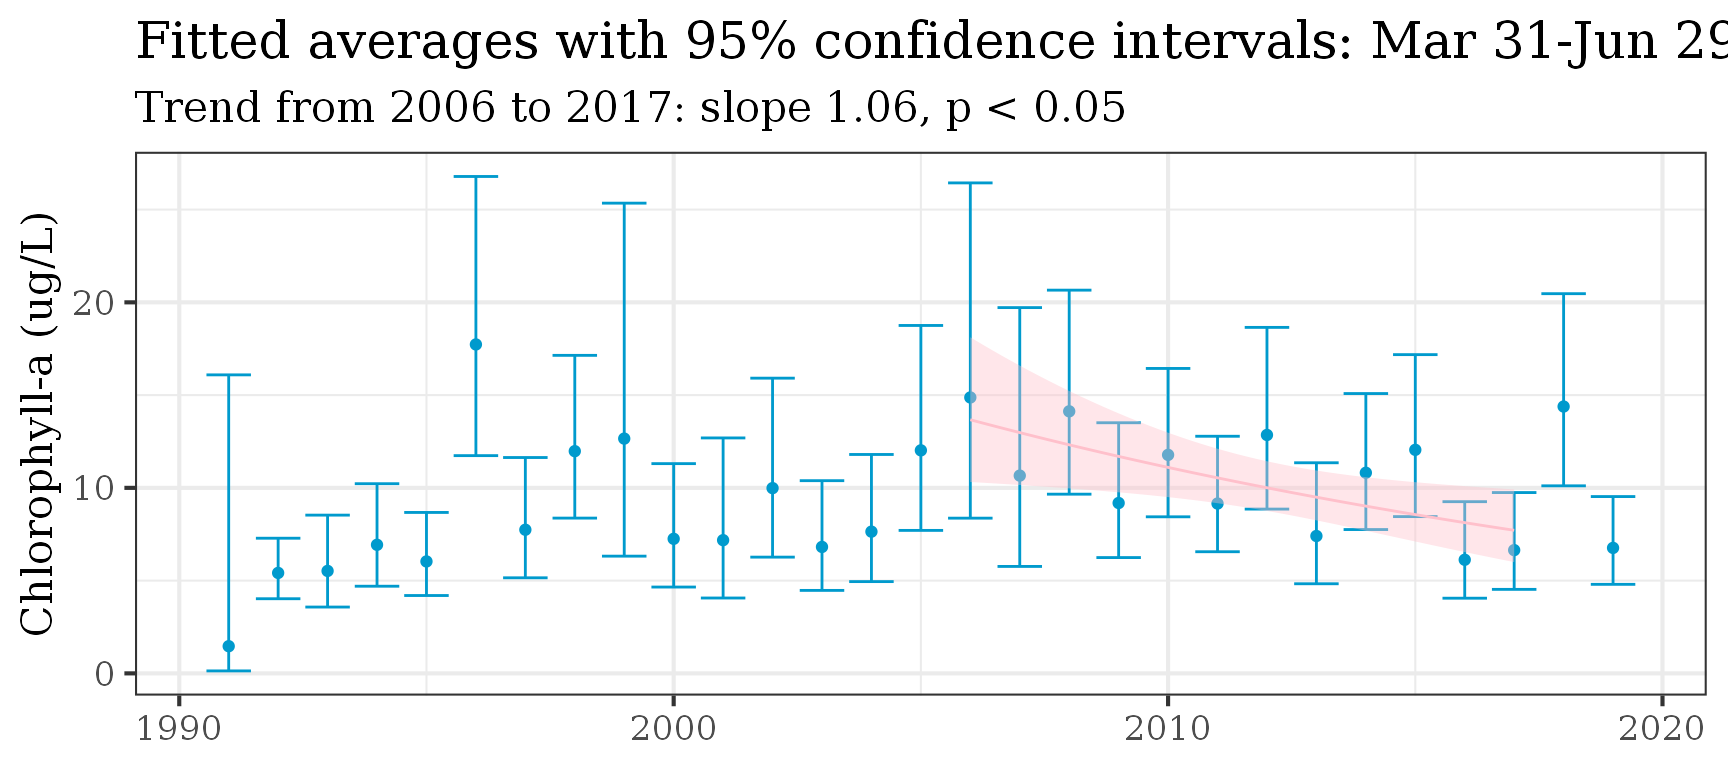 Fitted averages with 95% confidence intervals: Mar 31-Jun 29
Trend from 2006 to 2017: slope 1.06, p < 0.05
Chlorophyll-a (ug/L)
20
10
0
1990
2000
2010
2020